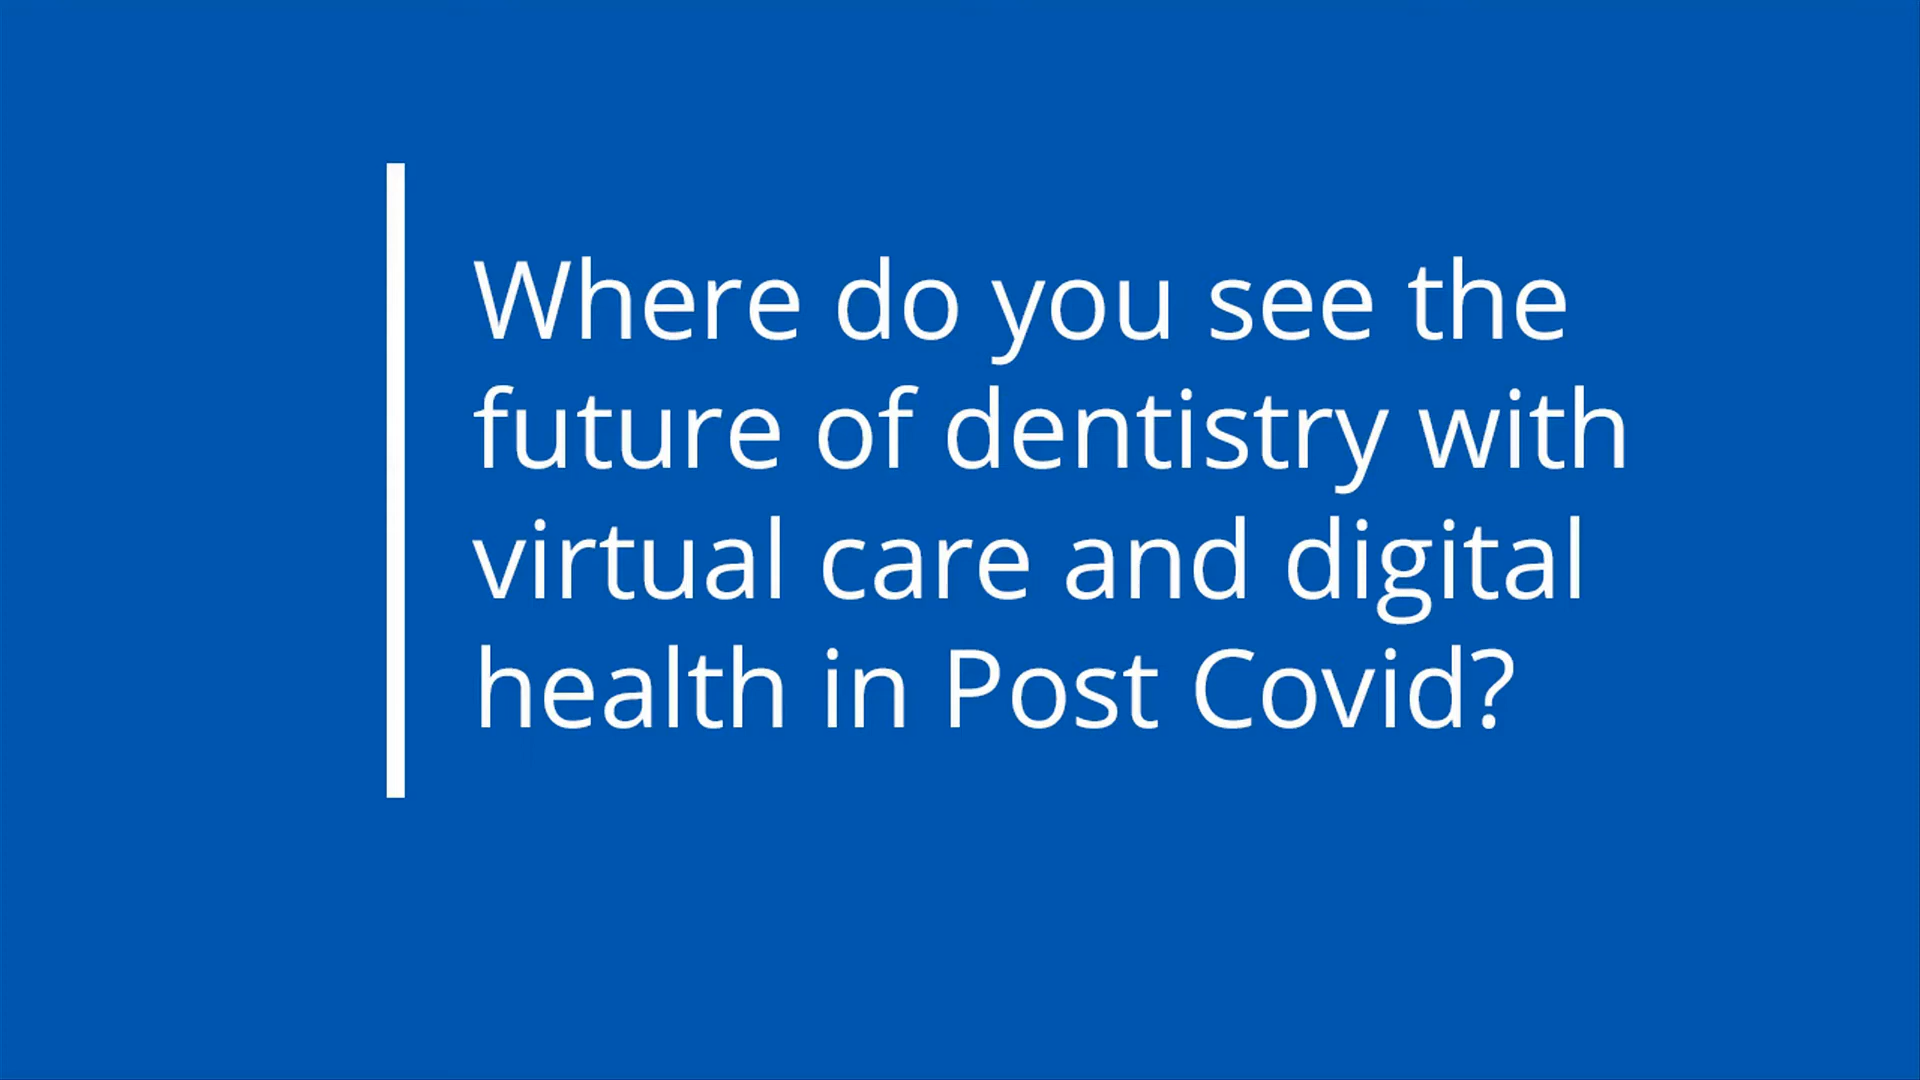 Where do you see the
future of dentistry with
virtual care and digital
health in Post Covid?